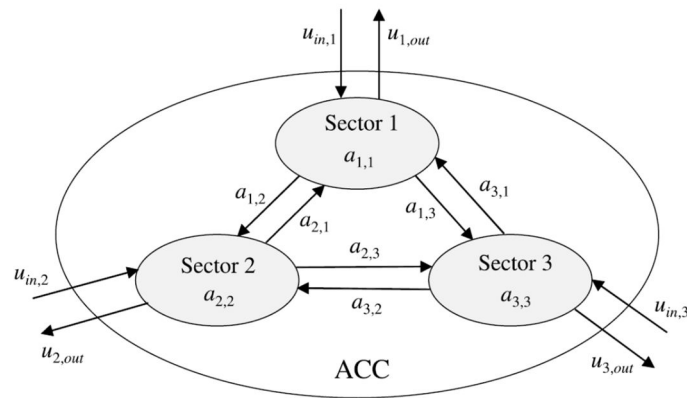 u_{in,1} u_{1,out}
Sector 1
a_{1,1}
a_{1,2} a_{2,1} a_{1,3} a_{3,1}
Sector 2 a_{2,3} Sector 3
a_{2,2} a_{3,2} a_{3,3}
u_{in,2} u_{in,3}
u_{2,out} u_{3,out}
ACC